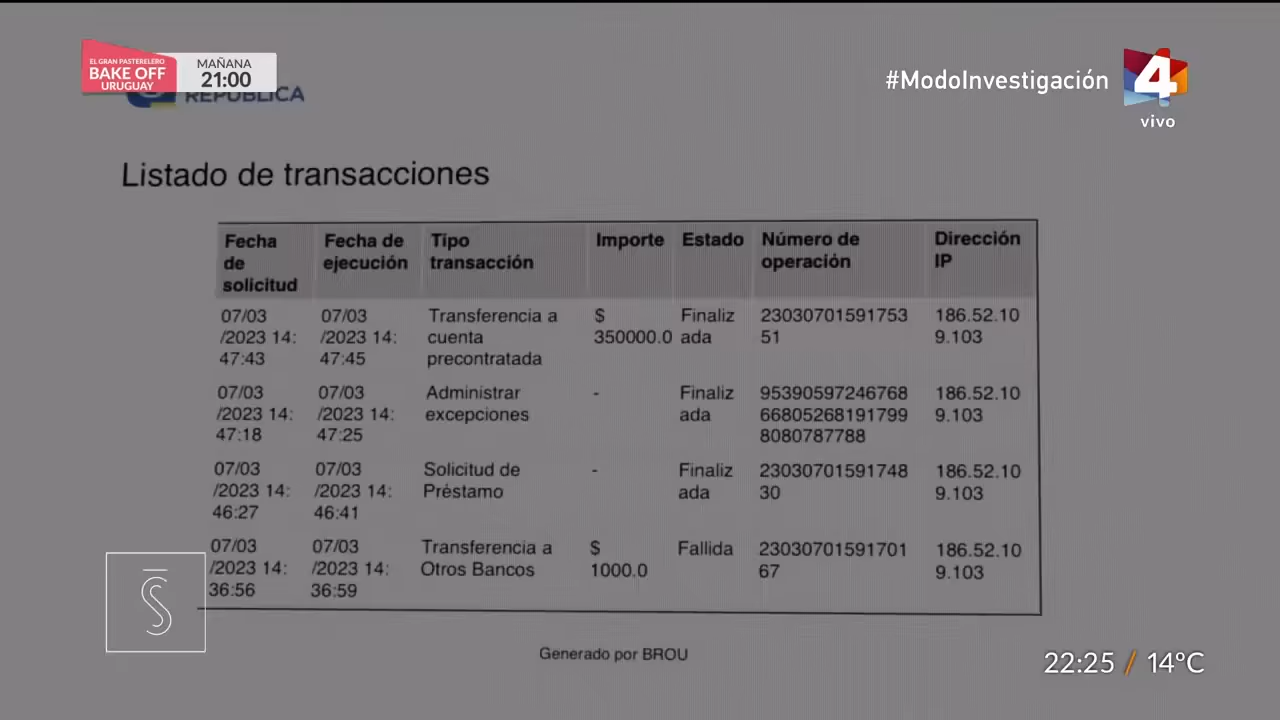 EL GRAN PASTERELERO
BAKE OFF
URUGUAY
MAÑANA
21:00
REPÚBLICA
#ModoInvestigación
4
vivo
Listado de transacciones
Fecha de solicitud Fecha de ejecución Tipo transacción Importe Estado Número de operación Dirección IP
07/03 07/03 Transferencia a $ Finaliz 23030701591753 186.52.10
/2023 14: /2023 14: cuenta 350000.0 ada 51 9.103
47:43 47:45 precontratada
07/03 07/03 Administrar - Finaliz 95390597246768 186.52.10
/2023 14: /2023 14: excepciones ada 66805268191799 9.103
47:18 47:25 8080787788
07/03 07/03 Solicitud de - Finaliz 23030701591748 186.52.10
/2023 14: /2023 14: Préstamo ada 30 9.103
46:27 46:41
07/03 07/03 Transferencia a $ Fallida 23030701591701 186.52.10
/2023 14: /2023 14: Otros Bancos 1000.0 67 9.103
36:56 36:59
S
Generado por BROU
22:25 / 14°C